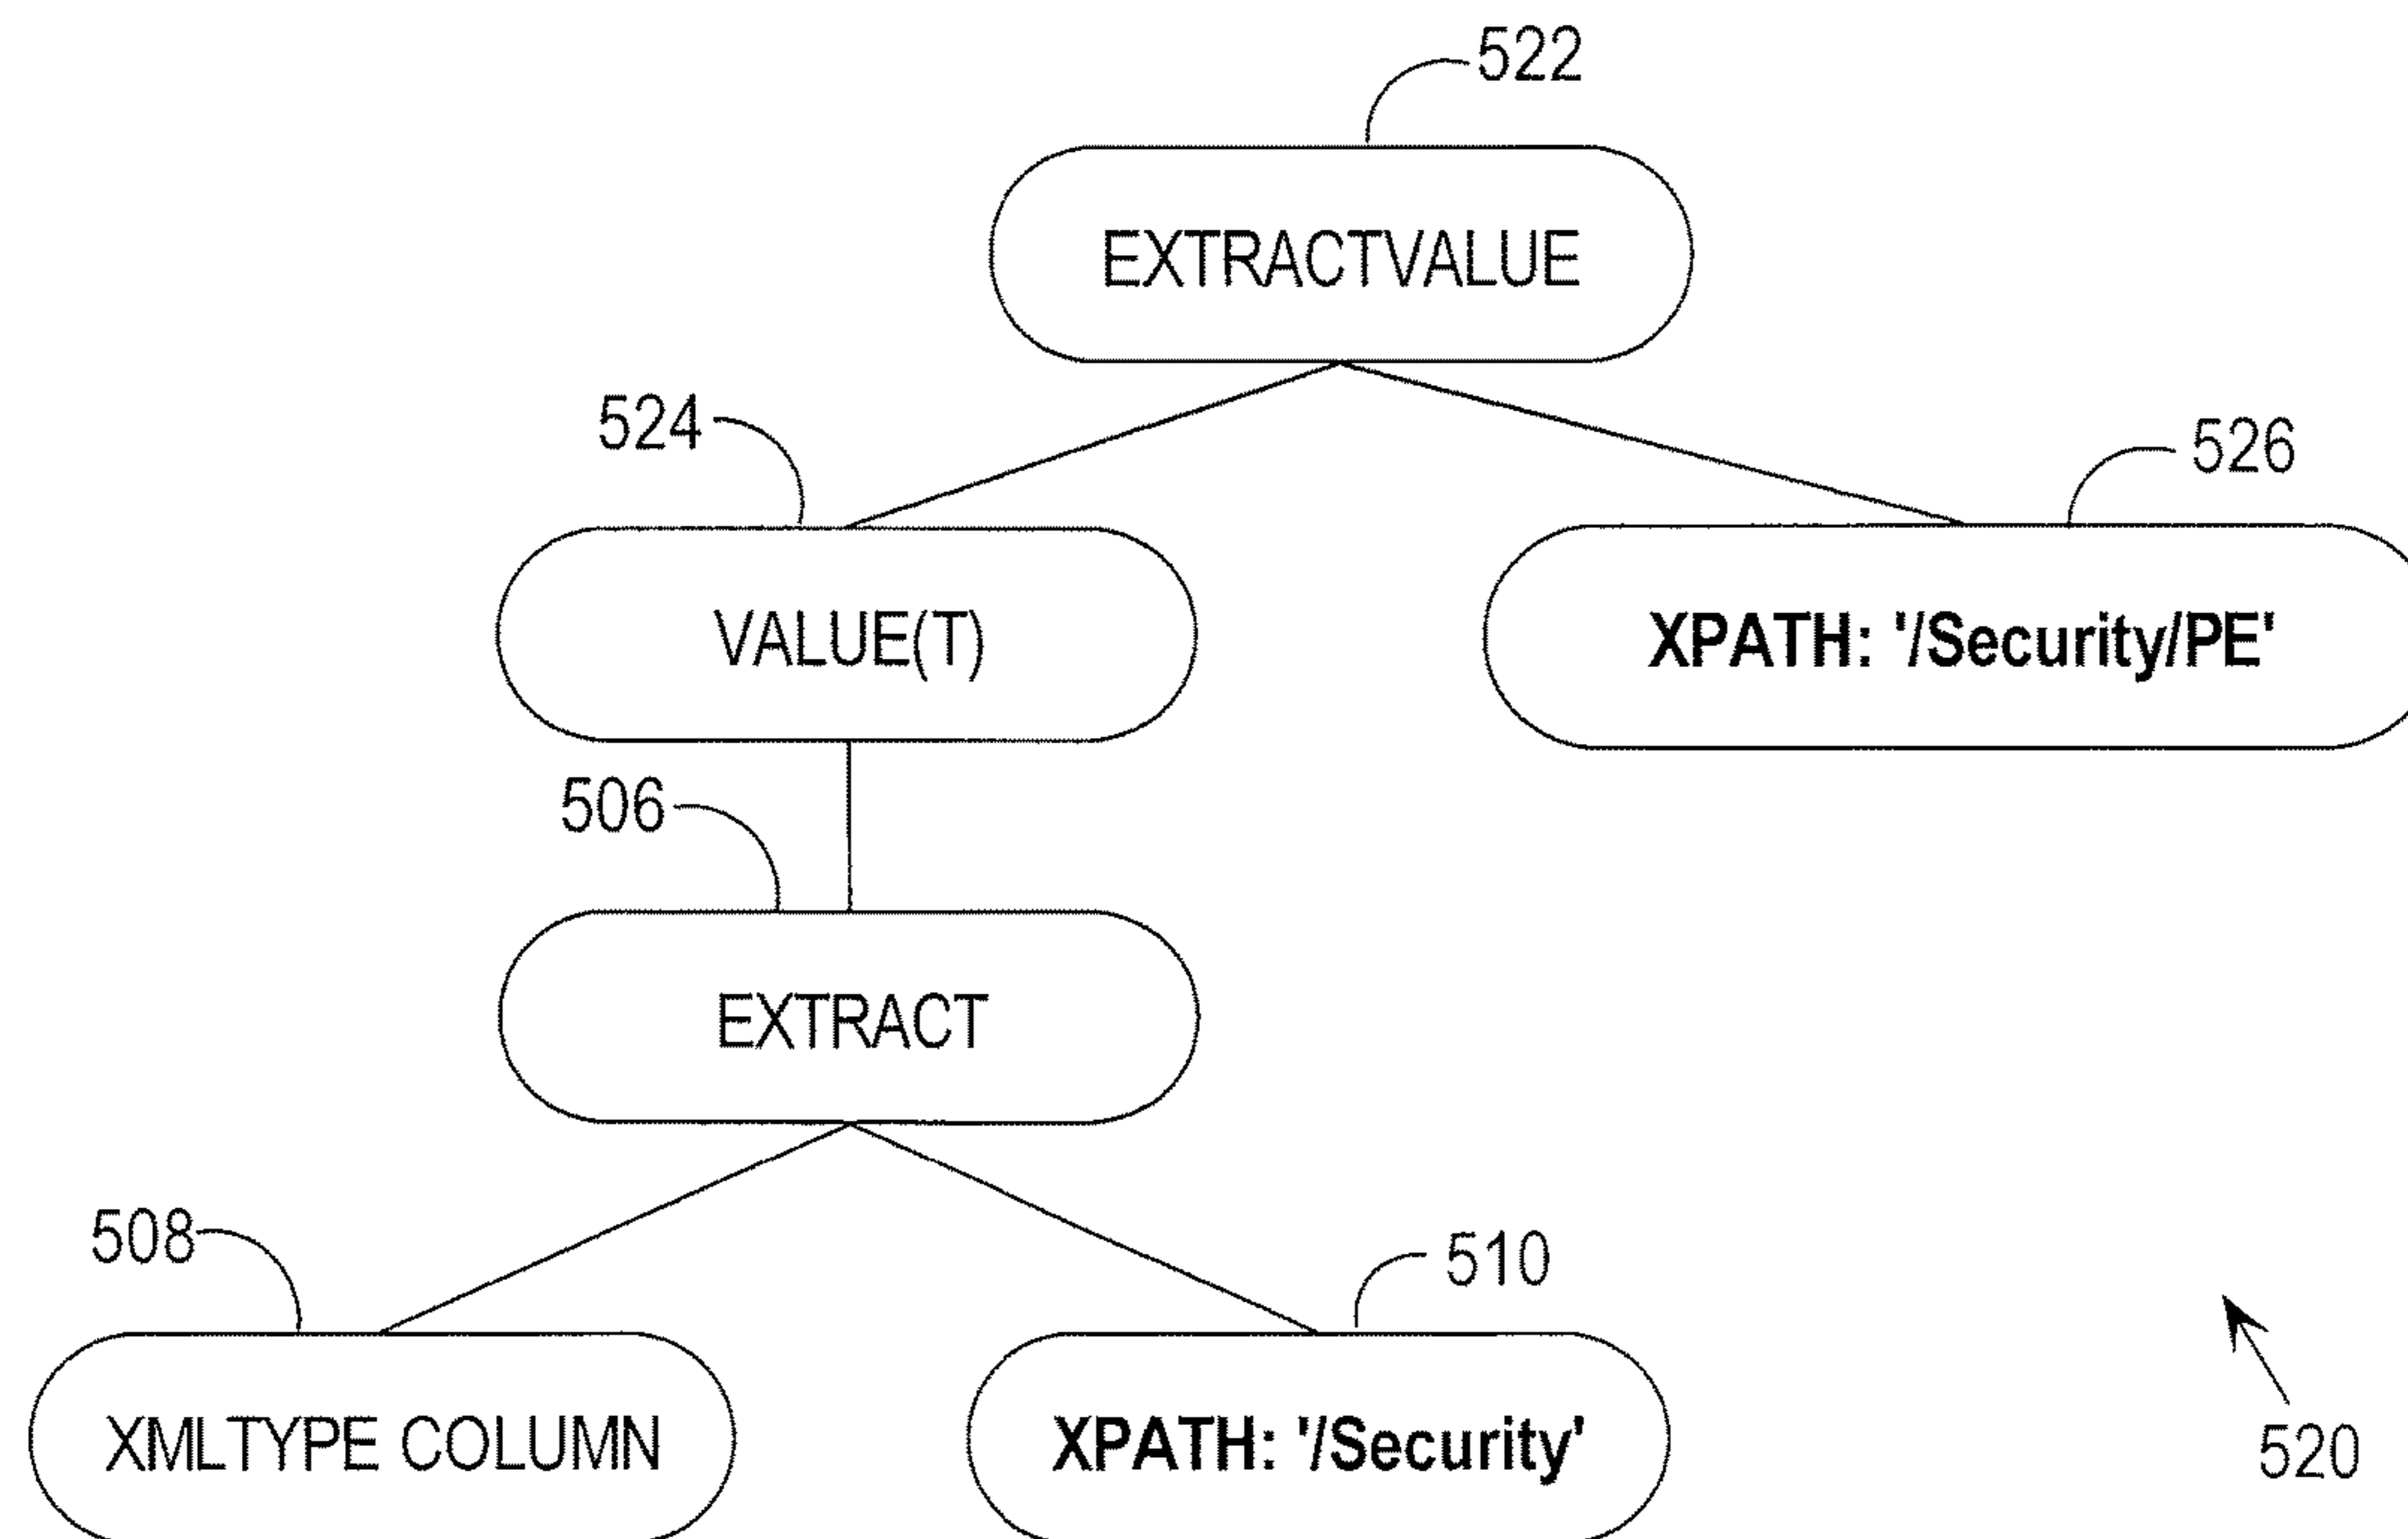 522
EXTRACTVALUE
524
526
VALUE(T)
XPATH: '/Security/PE'
506
EXTRACT
508
510
XMLTYPE COLUMN
XPATH: '/Security'
520